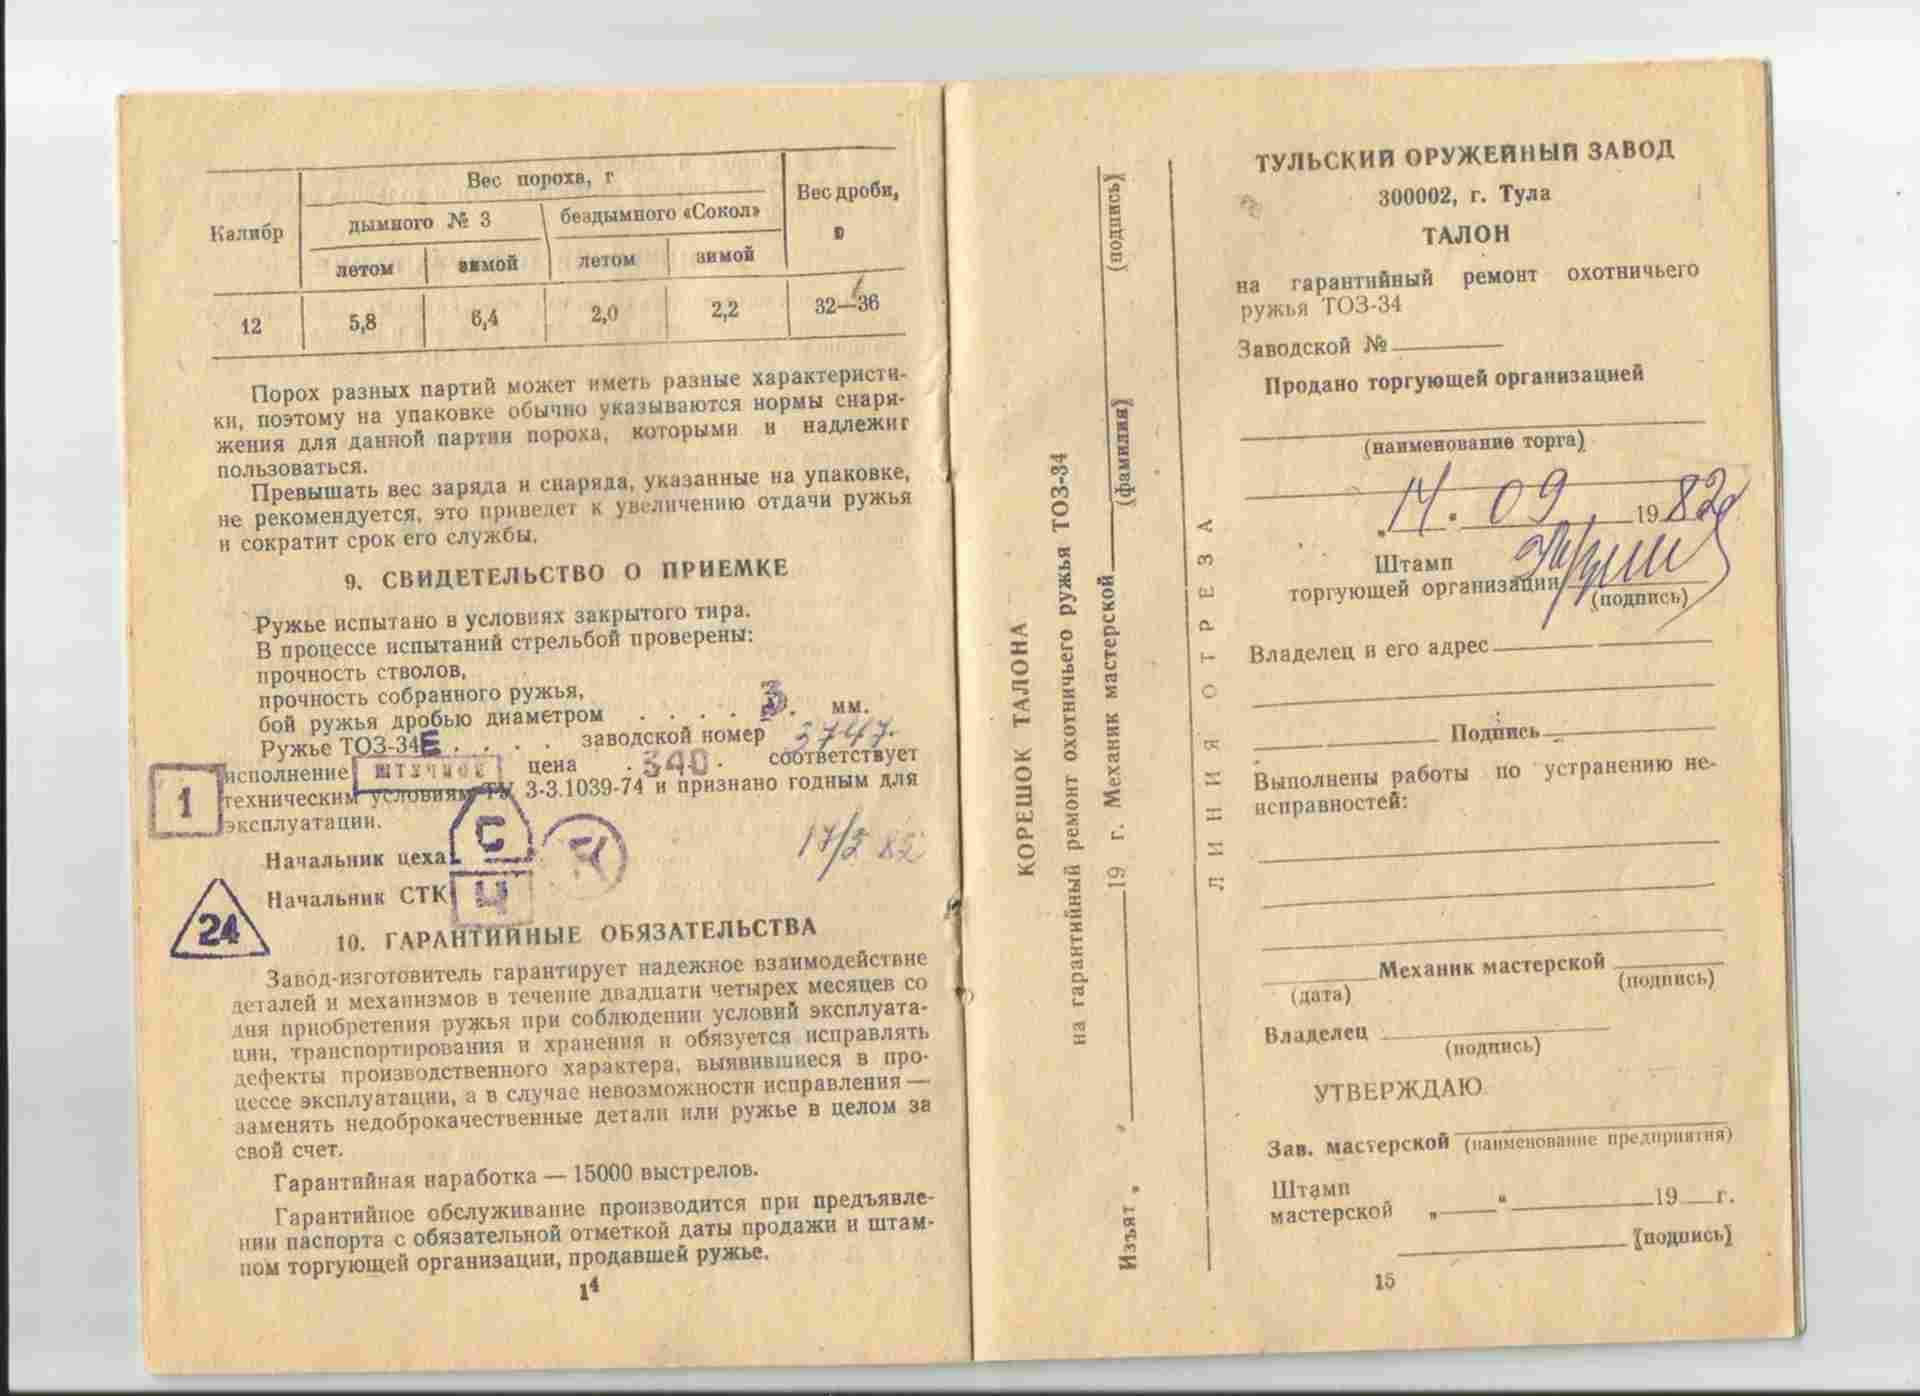 Калибр
Вес пороха, г
Вес дроби,
г
дымного № 3
бездымного «Сокол»
летом
зимой
летом
зимой
12
5,8
6,4
2,0
2,2
32—36
Порох разных партий может иметь разные характеристи-
ки, поэтому на упаковке обычно указываются нормы снаря-
жения для данной партии пороха, которыми и надлежит
пользоваться.
Превышать вес заряда и снаряда, указанные на упаковке,
не рекомендуется, это приведет к увеличению отдачи ружья
и сократит срок его службы.
9. СВИДЕТЕЛЬСТВО О ПРИЕМКЕ
Ружье испытано в условиях закрытого тира.
В процессе испытаний стрельбой проверены:
прочность стволов,
прочность собранного ружья,
бой ружья дробью диаметром . . . . 3 . мм.
Ружье ТОЗ-34Е . . . . заводской номер 3747.
исполнение ШТУЧНОЕ цена . 340 . соответствует
техническим условиям ТУ 3-3.1039-74 и признано годным для
эксплуатации.
1
Начальник цеха
С
17/5 82
Начальник СТК
Ц
24
10. ГАРАНТИЙНЫЕ ОБЯЗАТЕЛЬСТВА
Завод-изготовитель гарантирует надежное взаимодействие
деталей и механизмов в течение двадцати четырех месяцев со
дня приобретения ружья при соблюдении условий эксплуата-
ции, транспортирования и хранения и обязуется исправлять
дефекты производственного характера, выявившиеся в про-
цессе эксплуатации, а в случае невозможности исправления —
заменять недоброкачественные детали или ружье в целом за
свой счет.
Гарантийная наработка — 15000 выстрелов.
Гарантийное обслуживание производится при предъявле-
нии паспорта с обязательной отметкой даты продажи и штам-
пом торгующей организации, продавшей ружье.
14
КОРЕШОК ТАЛОНА
на гарантийный ремонт охотничьего ружья ТОЗ-34
Изъят „ “ 19 г. Механик мастерской
(фамилия)
(подпись)
ЛИНИЯ ОТРЕЗА
ТУЛЬСКИЙ ОРУЖЕЙНЫЙ ЗАВОД
300002, г. Тула
ТАЛОН
на гарантийный ремонт охотничьего
ружья ТОЗ-34
Заводской №
Продано торгующей организацией
(наименование торга)
„ 14 “ 09 1982
Штамп
торгующей организации
(подпись)
Владелец и его адрес
Подпись
Выполнены работы по устранению не-
исправностей:
Механик мастерской
(дата)
(подпись)
Владелец
(подпись)
УТВЕРЖДАЮ
Зав. мастерской
(наименование предприятия)
Штамп
мастерской „ “ 19 г.
(подпись)
15